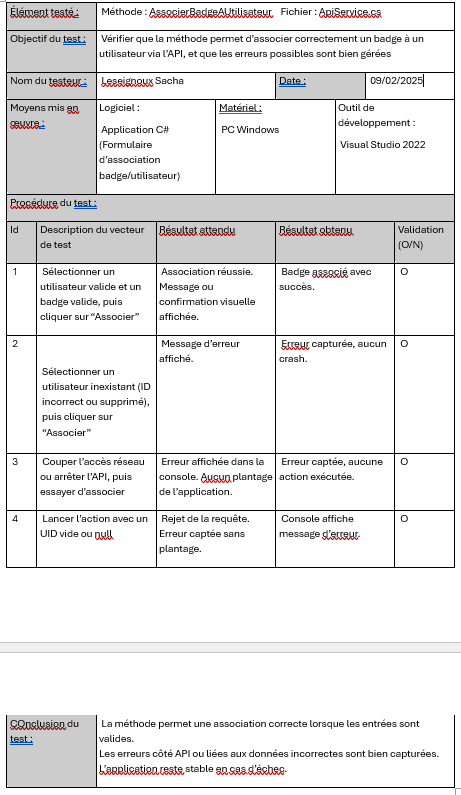 Élément testé : Méthode : AssocierBadgeAUtilisateur Fichier : ApiService.cs
Objectif du test : Vérifier que la méthode permet d'associer correctement un badge à un
utilisateur via l'API, et que les erreurs possibles sont bien gérées
Nom du testeur : Leseignoux Sacha Date : 09/02/2025
Moyens mis en
œuvre :
Logiciel :
Application C#
(Formulaire
d'association
badge/utilisateur)
Matériel :
PC Windows
Outil de
développement :
Visual Studio 2022
Procédure du test :
Id
Description du vecteur
de test
Résultat attendu
Résultat obtenu
Validation
(O/N)
1
Sélectionner un
utilisateur valide et un
badge valide, puis
cliquer sur “Associer”
Association réussie.
Message ou
confirmation visuelle
affichée.
Badge associé avec
succès.
O
2
Sélectionner un
utilisateur inexistant (ID
incorrect ou supprimé),
puis cliquer sur
“Associer”
Message d'erreur
affiché.
Erreur capturée, aucun
crash.
O
3
Couper l'accès réseau
ou arrêter l'API, puis
essayer d'associer
Erreur affichée dans la
console. Aucun plantage
de l'application.
Erreur captée, aucune
action exécutée.
O
4
Lancer l'action avec un
UID vide ou null
Rejet de la requête.
Erreur captée sans
plantage.
Console affiche
message d'erreur.
O
COnclusion du
test :
La méthode permet une association correcte lorsque les entrées sont
valides.
Les erreurs côté API ou liées aux données incorrectes sont bien capturées.
L'application reste stable en cas d'échec.